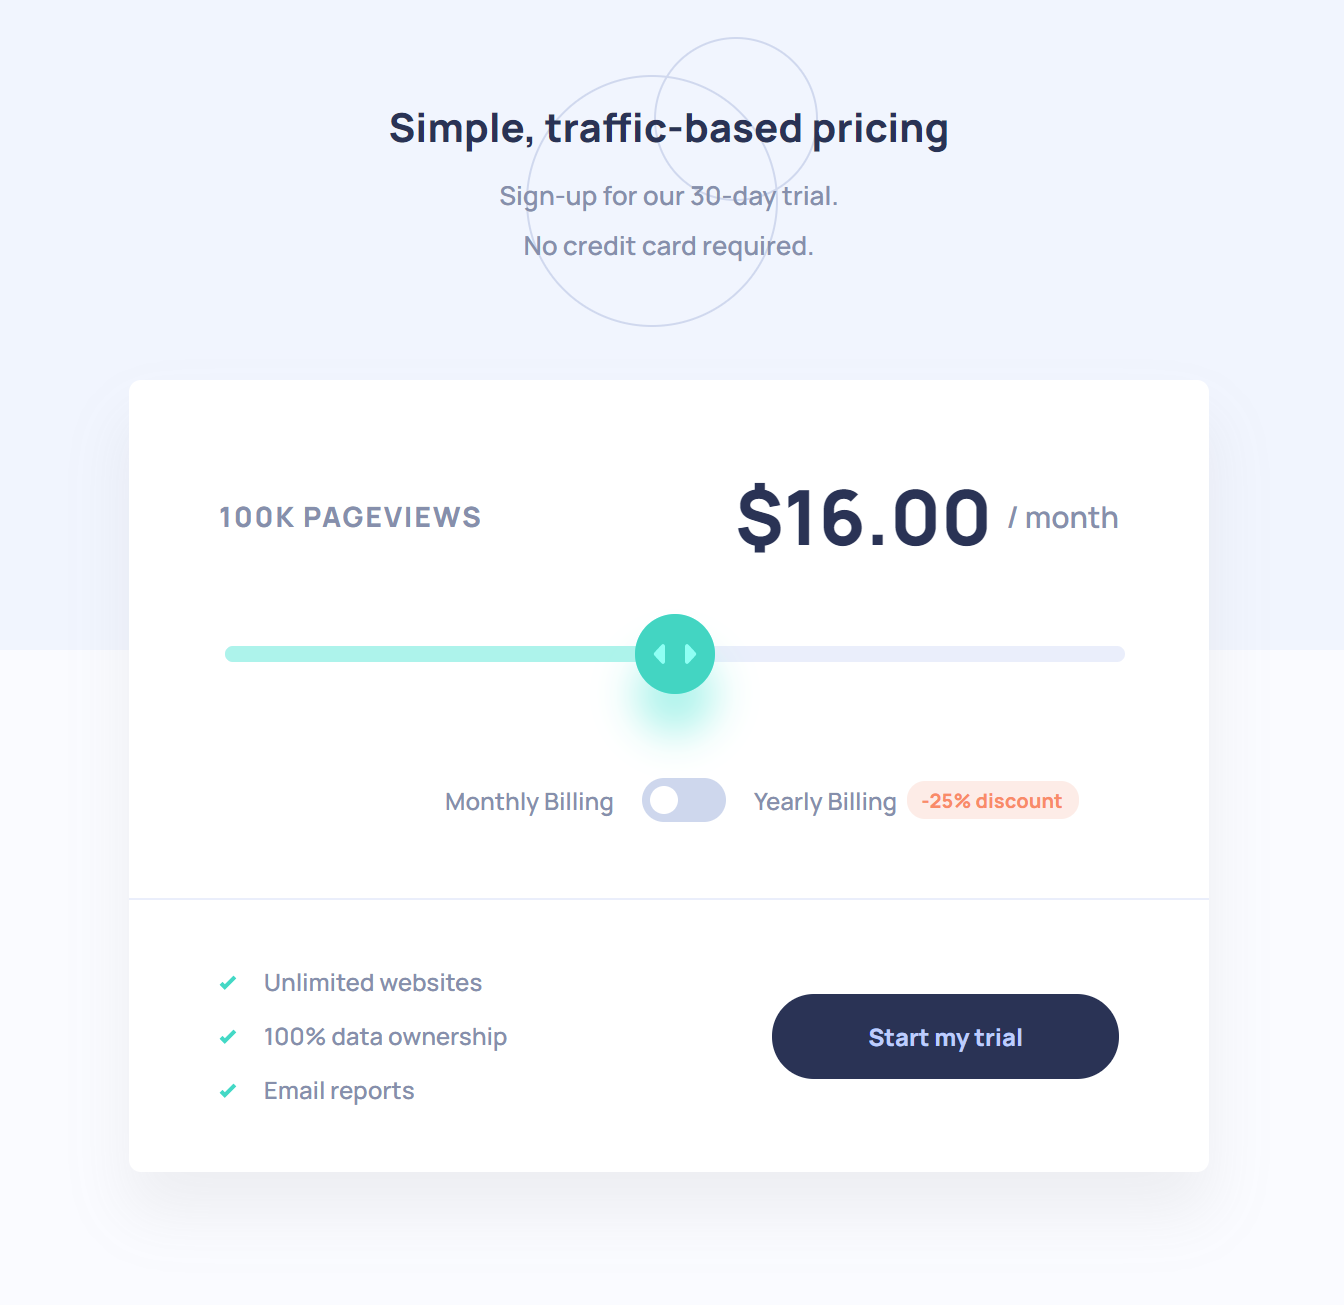 Simple, traffic-based pricing
Sign-up for our 30-day trial.
No credit card required.
100K PAGEVIEWS
$16.00 / month
Monthly Billing
Yearly Billing
-25% discount
Unlimited websites
100% data ownership
Email reports
Start my trial